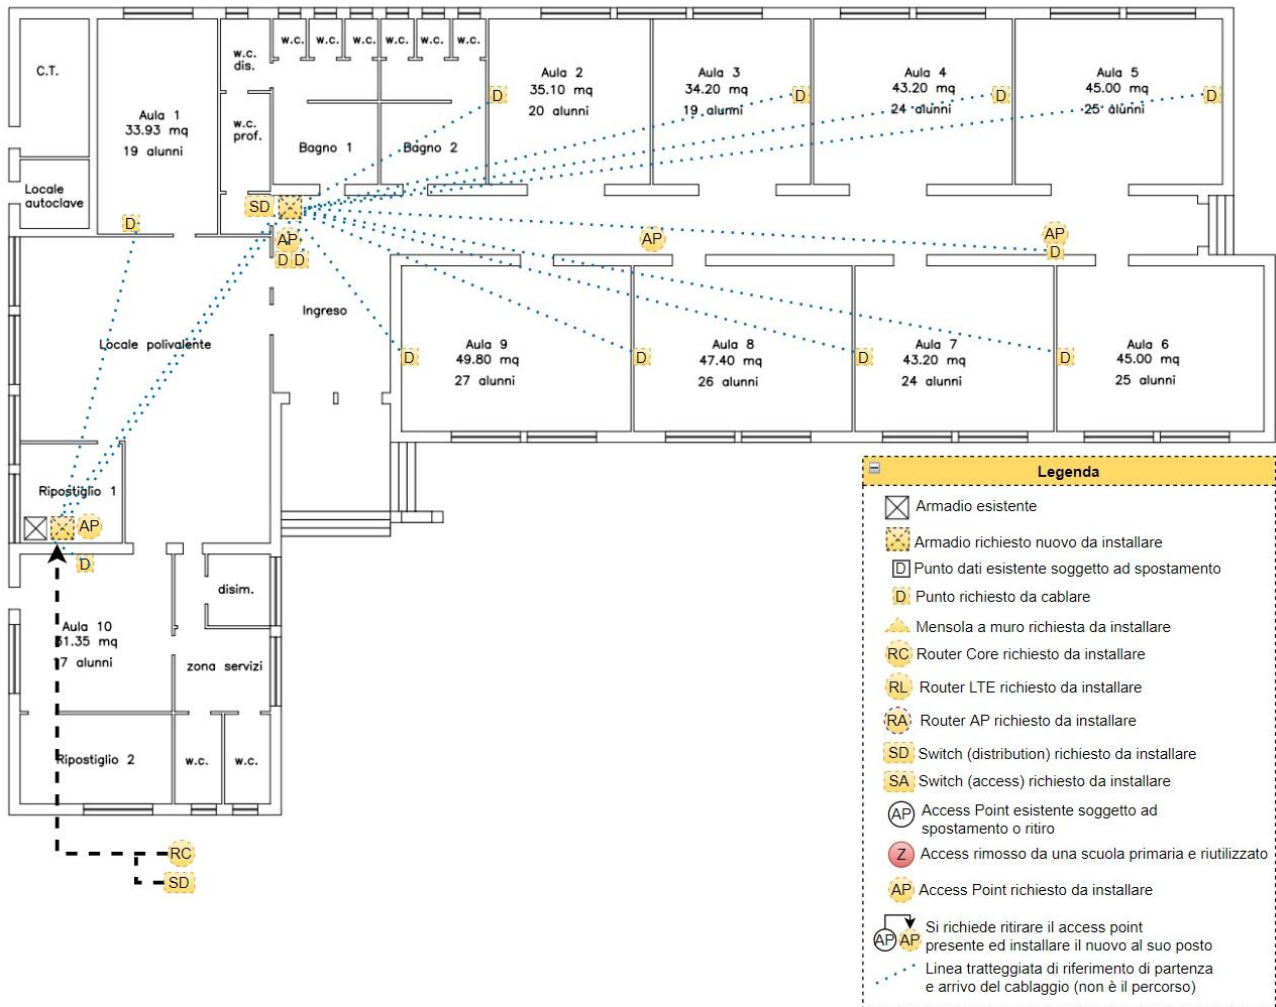 C.T.
Aula 1
33.93 mq
19 alunni
w.c.
dis.
w.c.
prof.
w.c.
w.c.
w.c.
w.c.
w.c.
w.c.
Bagno 1
Bagno 2
Aula 2
35.10 mq
20 alunni
D
Aula 3
34.20 mq
19 alunni
D
Aula 4
43.20 mq
24 alunni
D
Aula 5
45.00 mq
25 alunni
D
Locale
autoclave
D
SD
AP
D D
AP
AP
D
Ingreso
Locale polivalente
D
Aula 9
49.80 mq
27 alunni
D
Aula 8
47.40 mq
26 alunni
D
Aula 7
43.20 mq
24 alunni
D
Aula 6
45.00 mq
25 alunni
Ripostiglio 1
AP
D
disim.
Aula 10
31.35 mq
17 alunni
zona servizi
Ripostiglio 2
w.c.
w.c.
RC
SD
Legenda
Armadio esistente
Armadio richiesto nuovo da installare
D Punto dati esistente soggetto ad spostamento
D Punto richiesto da cablare
Mensola a muro richiesta da installare
RC Router Core richiesto da installare
RL Router LTE richiesto da installare
RA Router AP richiesto da installare
SD Switch (distribution) richiesto da installare
SA Switch (access) richiesto da installare
AP Access Point esistente soggetto ad
spostamento o ritiro
Z Access rimosso da una scuola primaria e riutilizzato
AP Access Point richiesto da installare
AP AP Si richiede ritirare il access point
presente ed installare il nuovo al suo posto
Linea tratteggiata di riferimento di partenza
e arrivo del cablaggio (non è il percorso)